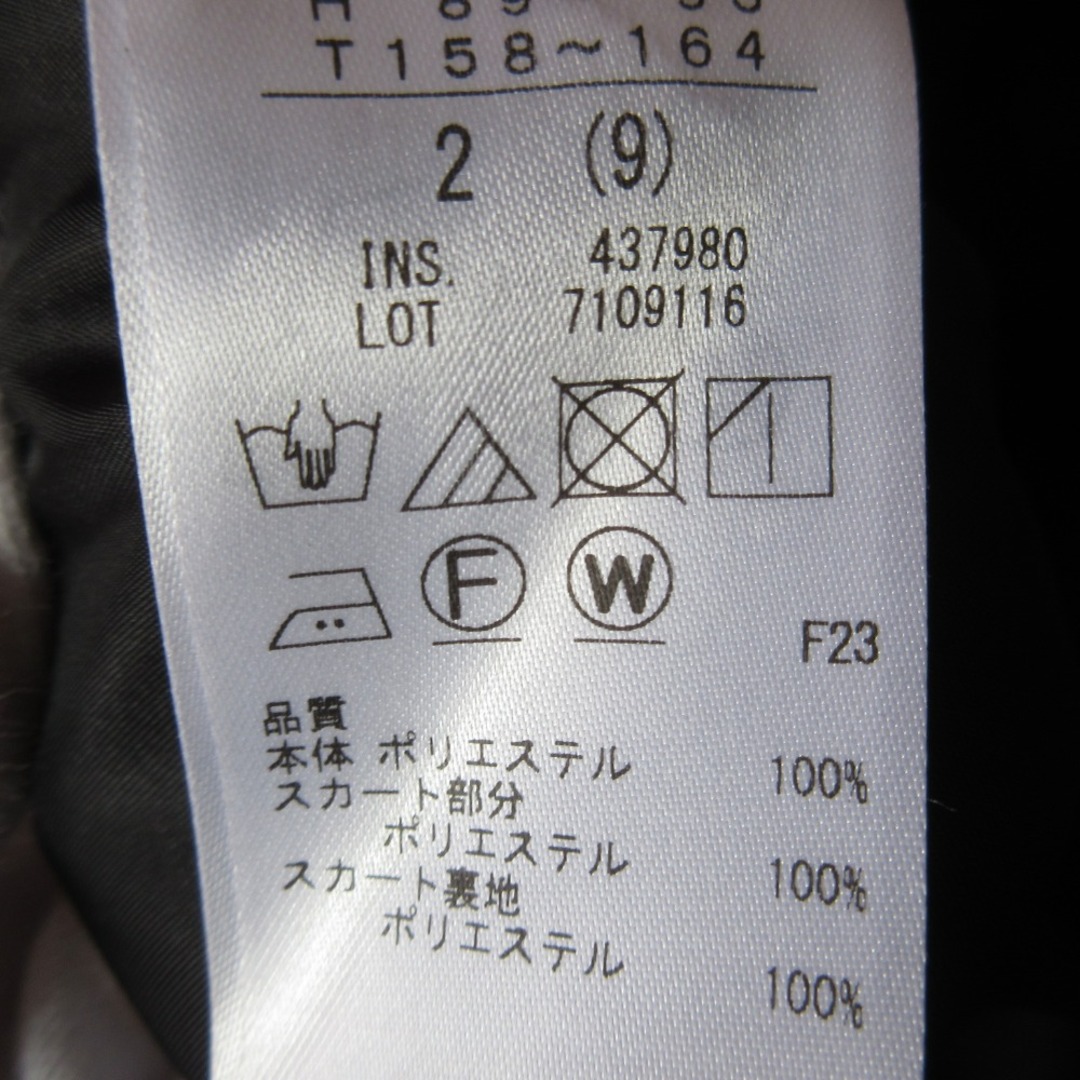 T158~164
2 (9)
INS. 437980
LOT 7109116
F W
F23
品質
本体 ポリエステル 100%
スカート部分
ポリエステル 100%
スカート裏地
ポリエステル 100%